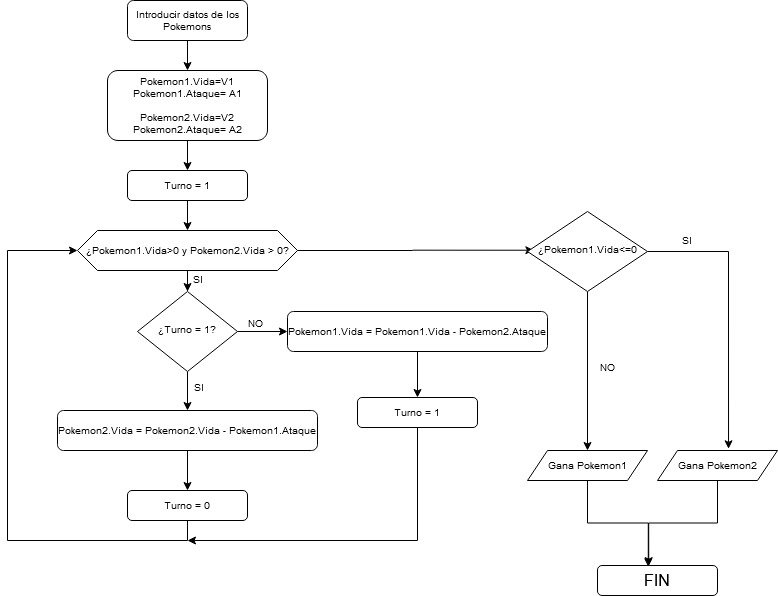 Introducir datos de los
Pokemons
Pokemon1.Vida=V1
Pokemon1.Ataque= A1
Pokemon2.Vida=V2
Pokemon2.Ataque= A2
Turno = 1
¿Pokemon1.Vida>0 y Pokemon2.Vida > 0?
¿Pokemon1.Vida<=0
SI
SI
¿Turno = 1?
NO
Pokemon1.Vida = Pokemon1.Vida - Pokemon2.Ataque
NO
SI
Turno = 1
Pokemon2.Vida = Pokemon2.Vida - Pokemon1.Ataque
Gana Pokemon1
Gana Pokemon2
Turno = 0
FIN